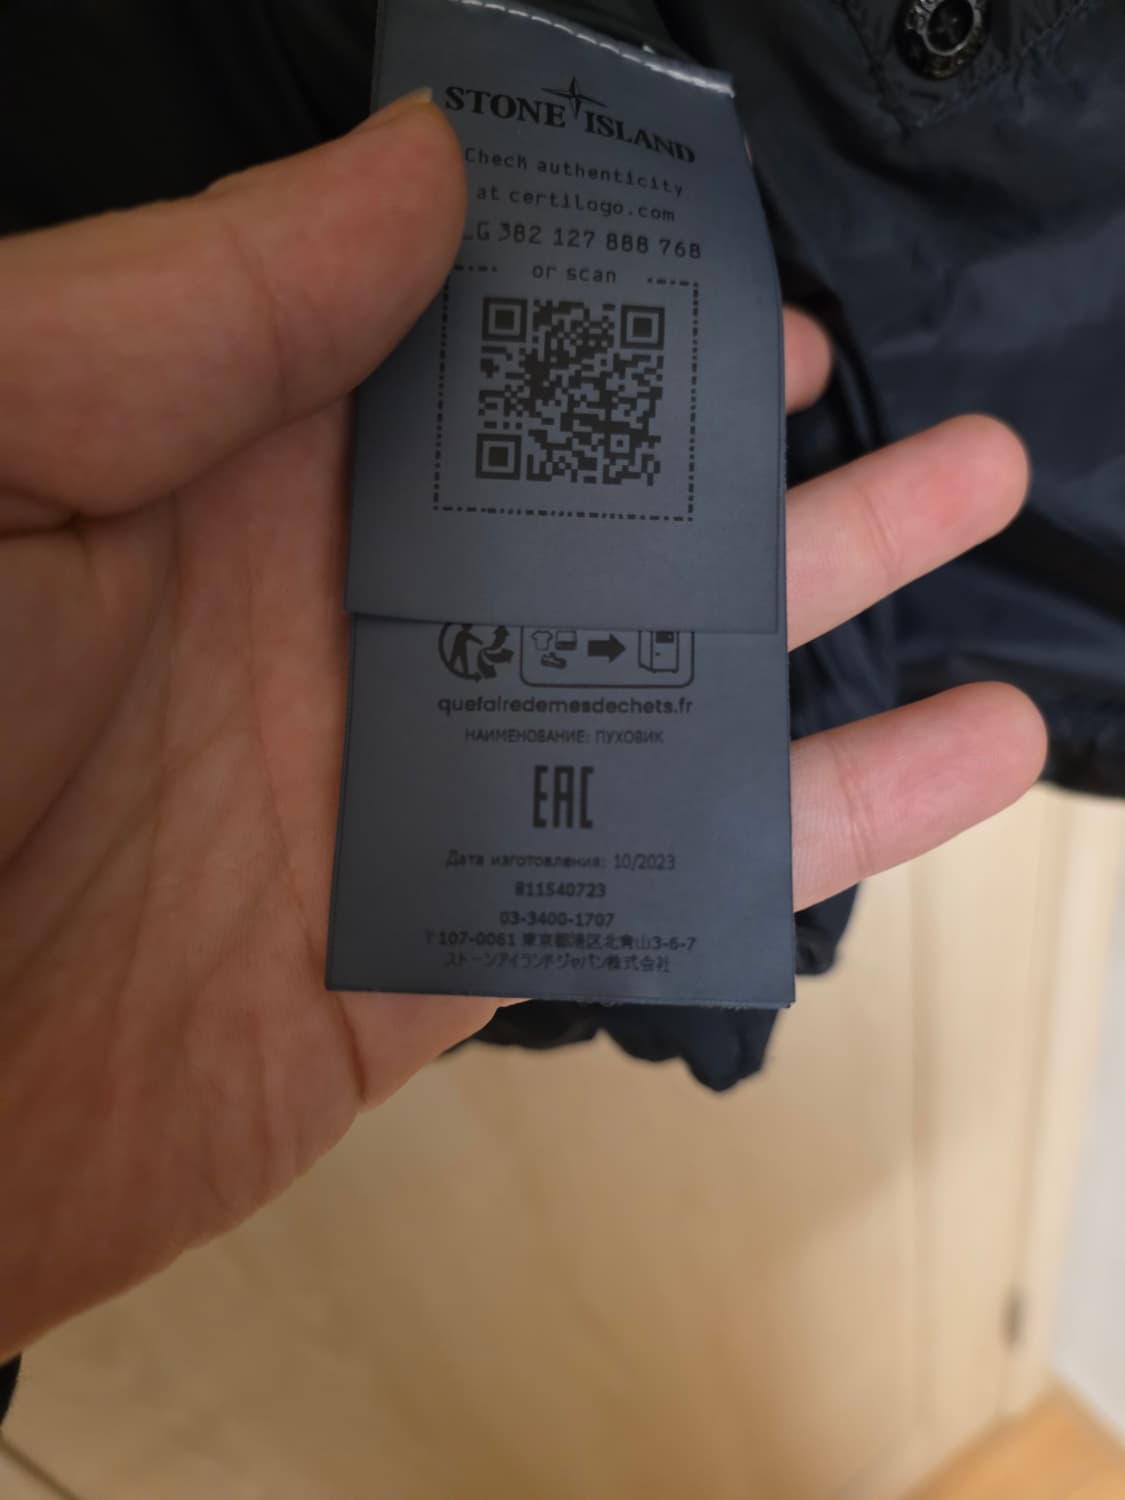 STONE ISLAND
Check authenticity
at certilogo.com
LG 382 127 888 768
or scan
quefairedemesdechets.fr
НАИМЕНОВАНИЕ: ПУХОВИК
EAC
Дата изготовления: 10/2023
811540723
03-3400-1707
〒107-0061 東京都港区北青山3-6-7
ストーンアイランドジャパン株式会社